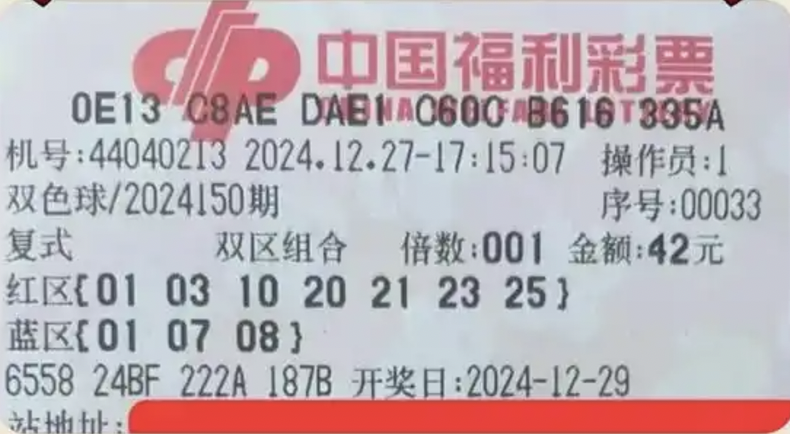 中国福利彩票
0E13 C8AE DAE1 C60C B616 335A
机号:44040213 2024.12.27-17:15:07 操作员:1
双色球/2024150期 序号:00033
复式 双区组合 倍数:001 金额:42元
红区{01 03 10 20 21 23 25}
蓝区{01 07 08}
6558 24BF 222A 187B 开奖日:2024-12-29
站地址: